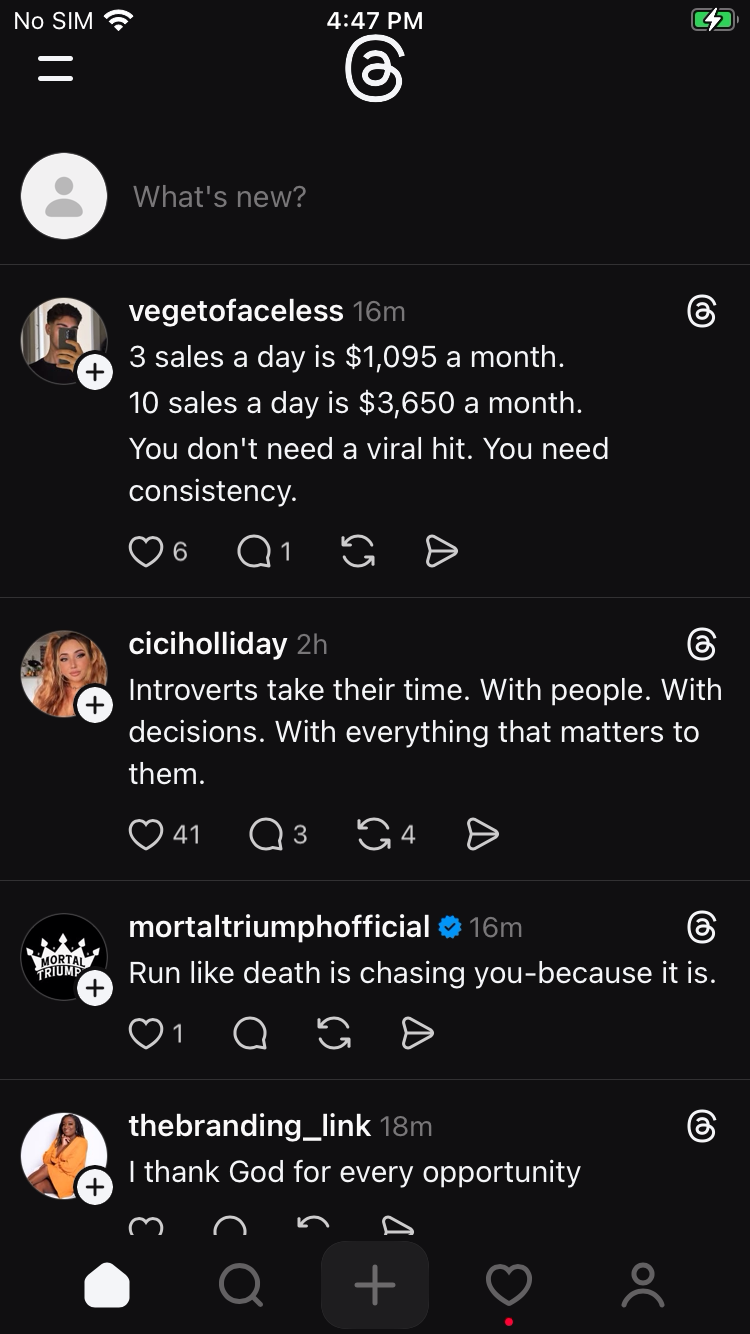 No SIM 4:47 PM
What's new?
vegetofaceless 16m
3 sales a day is $1,095 a month.
10 sales a day is $3,650 a month.
You don't need a viral hit. You need
consistency.
6 1
ciciholliday 2h
Introverts take their time. With people. With
decisions. With everything that matters to
them.
41 3 4
mortaltriumphofficial 16m
MORTAL
TRIUMP
Run like death is chasing you-because it is.
1
thebranding_link 18m
I thank God for every opportunity